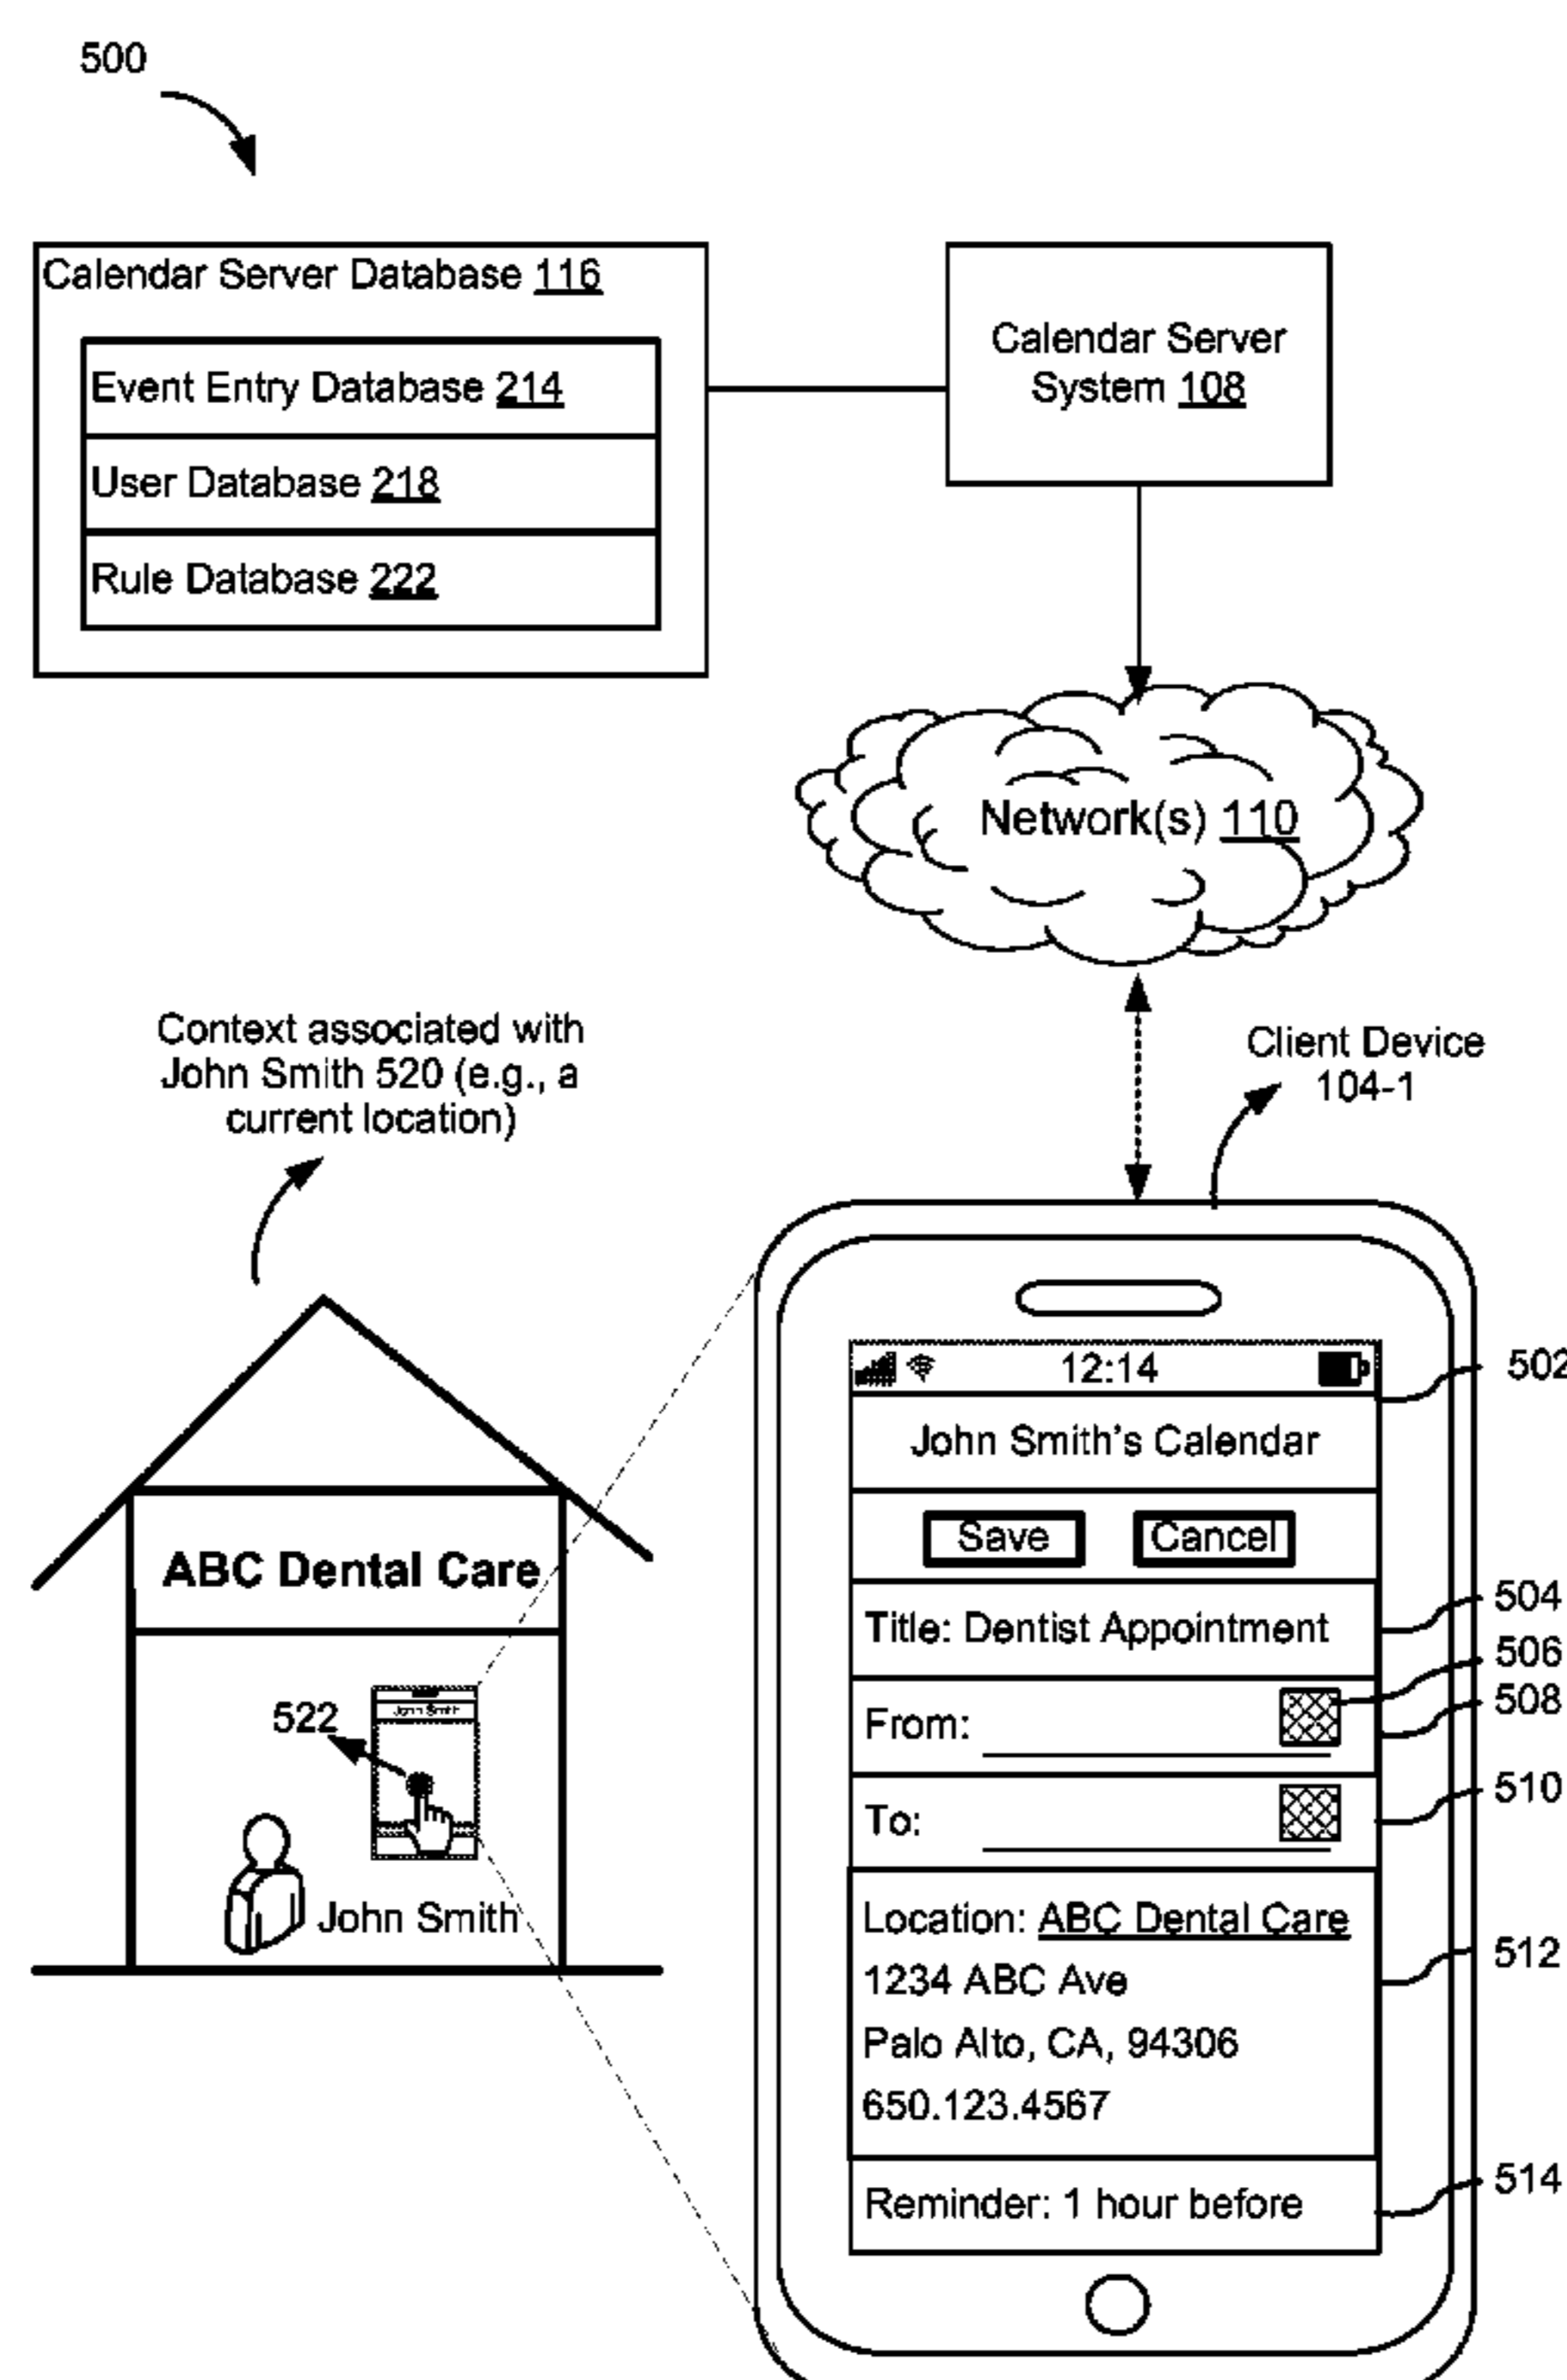 500
Calendar Server Database 116
Event Entry Database 214
User Database 218
Rule Database 222
Calendar Server
System 108
Network(s) 110
Context associated with
John Smith 520 (e.g., a
current location)
Client Device
104-1
ABC Dental Care
John Smith
522
John Smith
12:14
502
John Smith's Calendar
Save
Cancel
Title: Dentist Appointment
504
506
From:
508
To:
510
Location: ABC Dental Care
1234 ABC Ave
Palo Alto, CA, 94306
650.123.4567
512
Reminder: 1 hour before
514